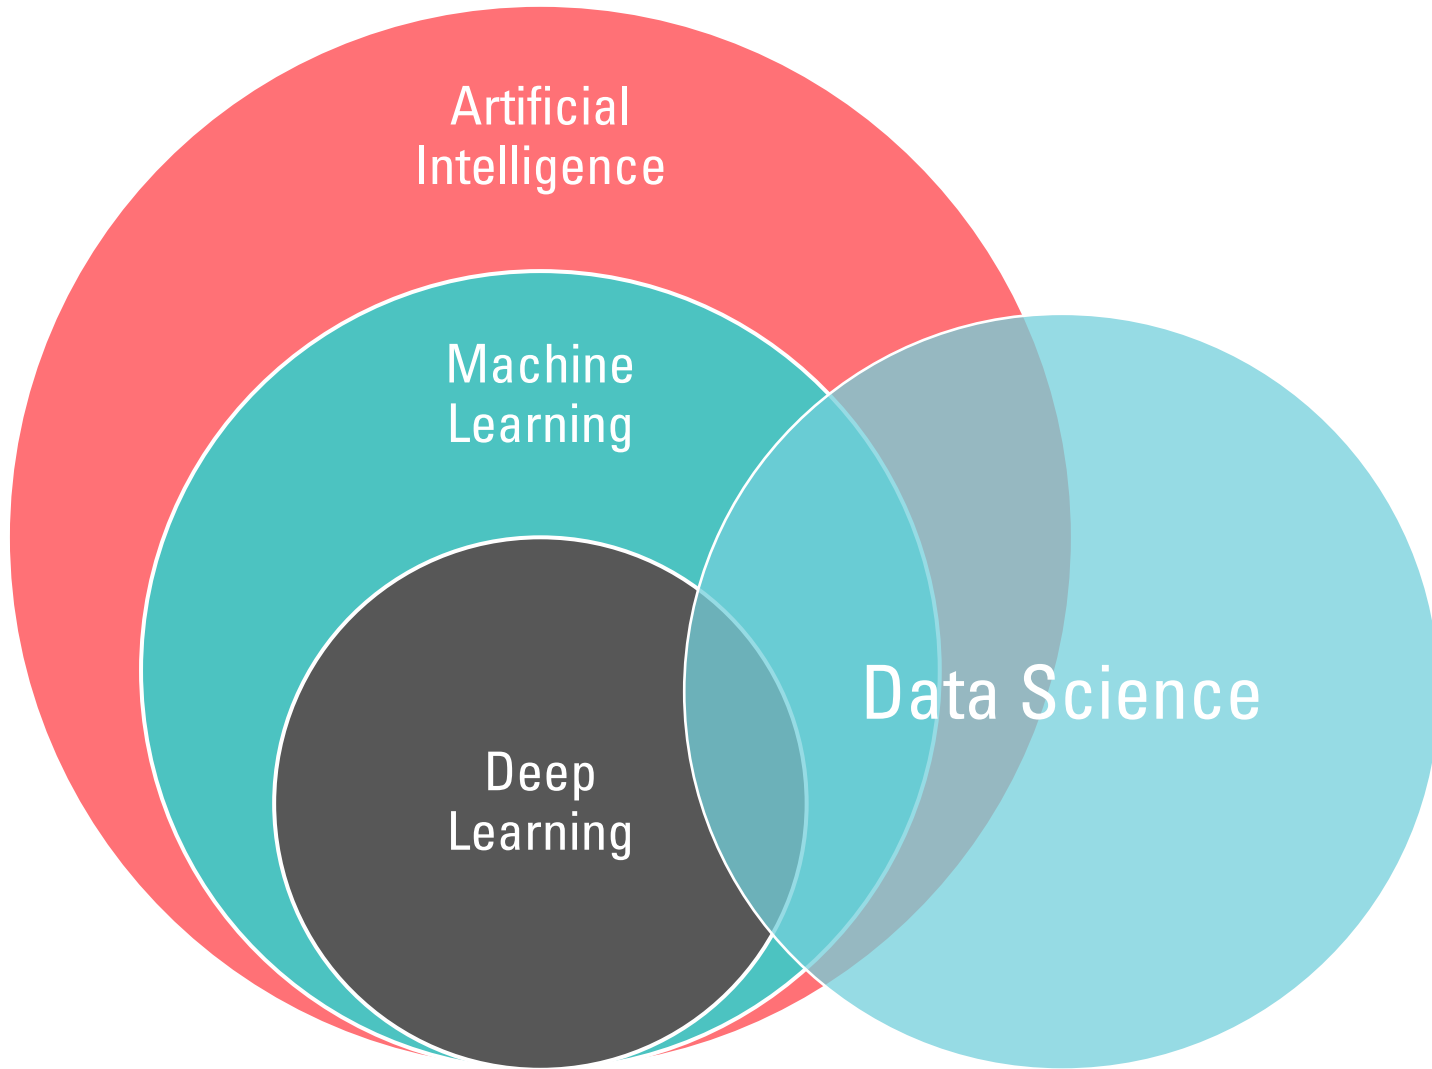 Artificial
Intelligence
Machine
Learning
Deep
Learning
Data Science